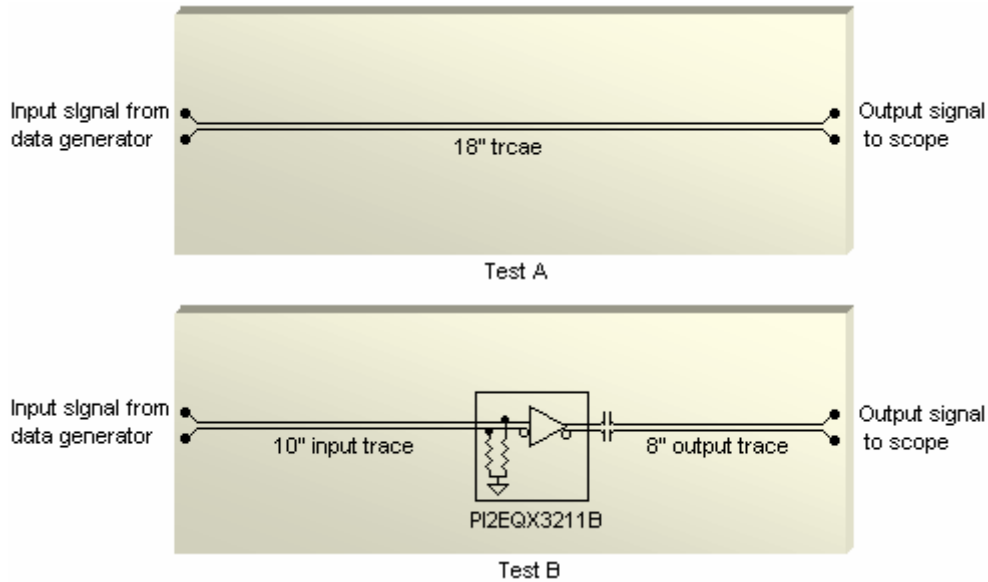 Input signal from
data generator
18" trcae
Output signal
to scope
Test A
Input signal from
data generator
10" input trace
8" output trace
Output signal
to scope
PI2EQX3211B
Test B